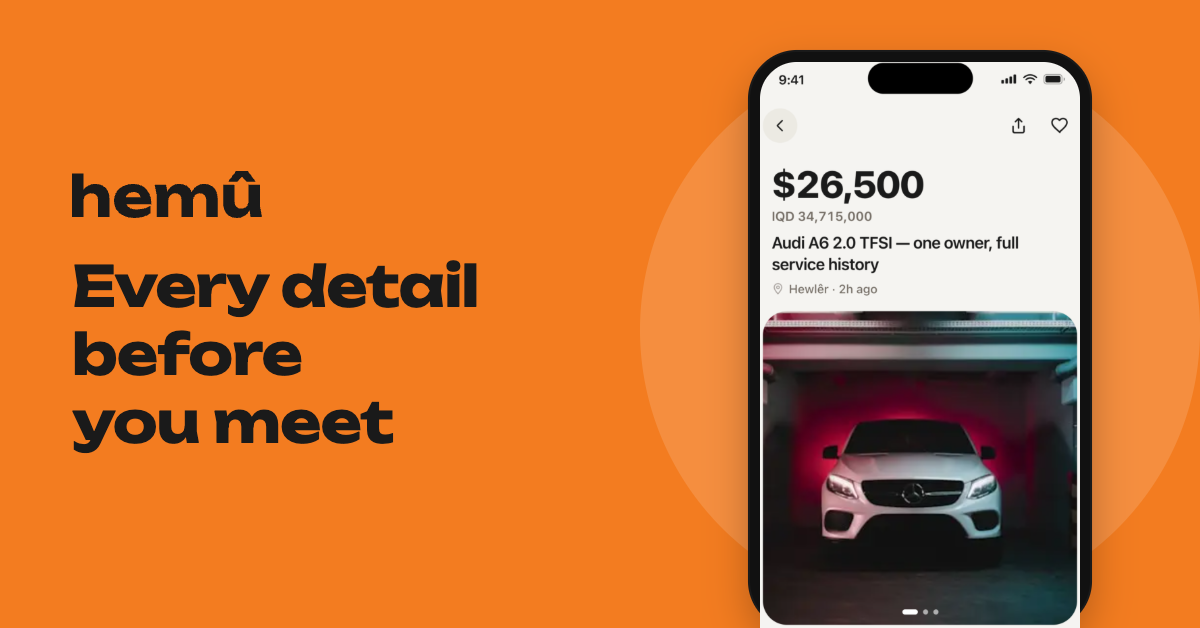 hemû
Every detail
before
you meet
9:41
$26,500
IQD 34,715,000
Audi A6 2.0 TFSI — one owner, full
service history
Hewlêr · 2h ago